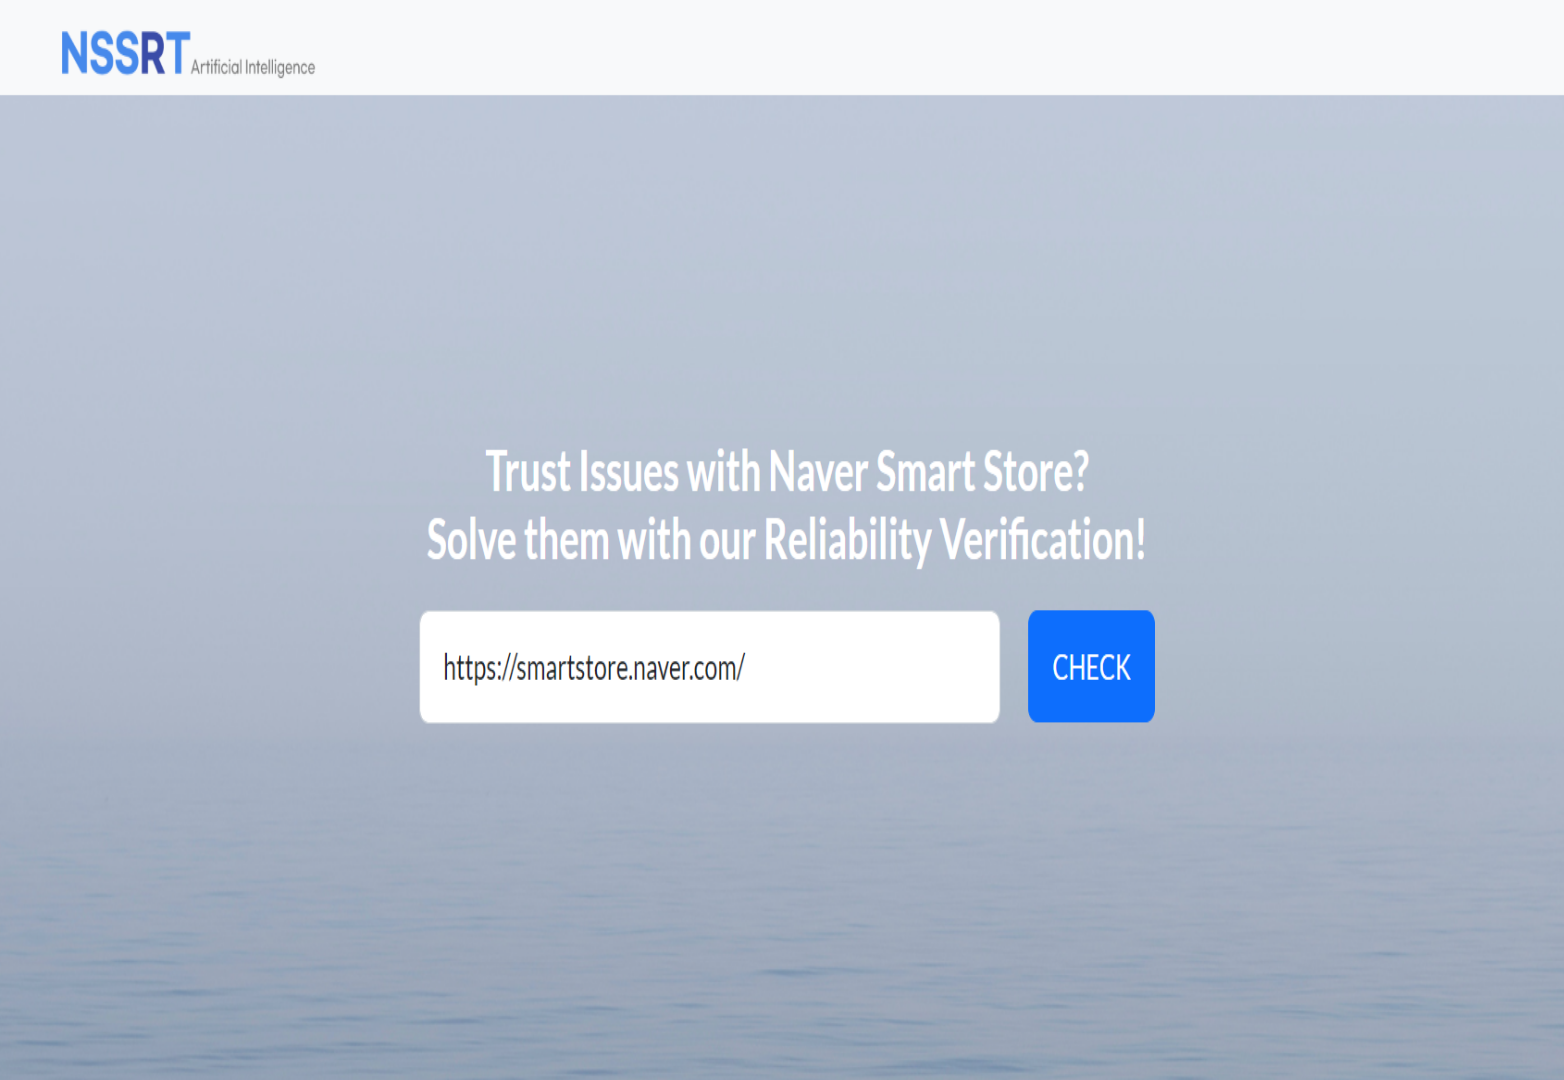 NSSRT Artificial Intelligence
Trust Issues with Naver Smart Store?
Solve them with our Reliability Verification!
https://smartstore.naver.com/ CHECK